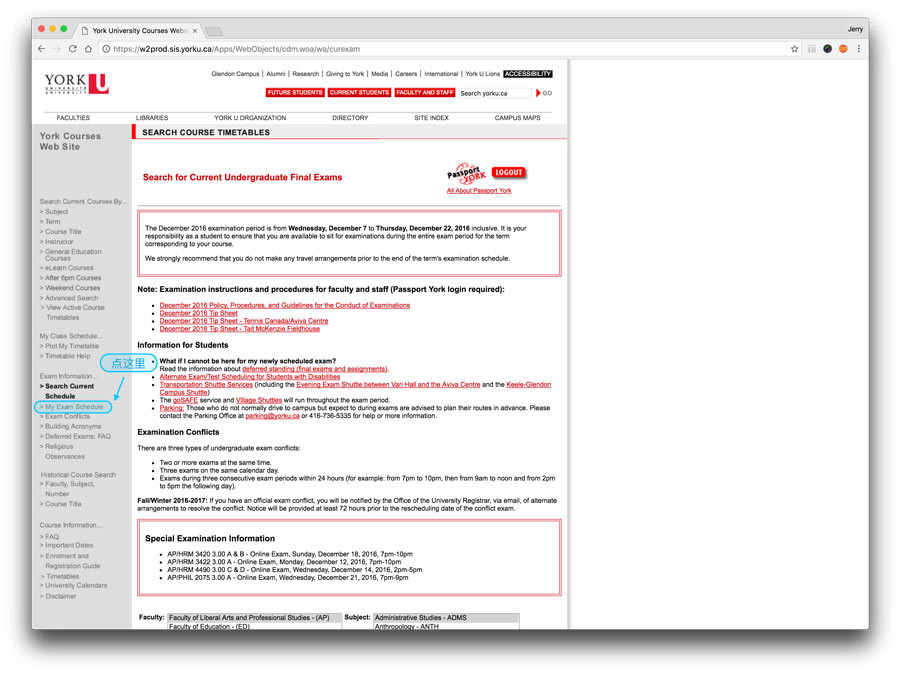 York University Courses Webs
Jerry
https://w2prod.sis.yorku.ca/Apps/WebObjects/cdm.woa/wa/curexam
YORK U
UNIVERSITÉ
UNIVERSITY
Glendon Campus | Alumni | Research | Giving to York | Media | Careers | International | York U Lions ACCESSIBILITY
FUTURE STUDENTS CURRENT STUDENTS FACULTY AND STAFF Search yorku.ca GO
FACULTIES LIBRARIES YORK U ORGANIZATION DIRECTORY SITE INDEX CAMPUS MAPS
York Courses
Web Site
Search Current Courses By...
> Subject
> Term
> Course Title
> Instructor
> General Education
Courses
> eLearn Courses
> After 6pm Courses
> Weekend Courses
> Advanced Search
> View Active Course
Timetables
My Class Schedule...
> Plot My Timetable
> Timetable Help
点这里
Exam Information...
> Search Current
Schedule
> My Exam Schedule
> Exam Conflicts
> Building Acronyms
> Deferred Exams: FAQ
> Religious
Observances
Historical Course Search
> Faculty, Subject,
Number
> Course Title
Course Information...
> FAQ
> Important Dates
> Enrolment and
Registration Guide
> Timetables
> University Calendars
> Disclaimer
SEARCH COURSE TIMETABLES
Search for Current Undergraduate Final Exams
Passport YORK
LOGOUT
All About Passport York
The December 2016 examination period is from Wednesday, December 7 to Thursday, December 22, 2016 inclusive. It is your
responsibility as a student to ensure that you are available to sit for examinations during the entire exam period for the term
corresponding to your course.
We strongly recommend that you do not make any travel arrangements prior to the end of the term's examination schedule.
Note: Examination instructions and procedures for faculty and staff (Passport York login required):
• December 2016 Policy, Procedures, and Guidelines for the Conduct of Examinations
• December 2016 Tip Sheet
• December 2016 Tip Sheet - Tennis Canada/Aviva Centre
• December 2016 Tip Sheet - Tait McKenzie Fieldhouse
Information for Students
• What if I cannot be here for my newly scheduled exam?
Read the information about deferred standing (final exams and assignments).
• Alternate Exam/Test Scheduling for Students with Disabilities
• Transportation Shuttle Services (including the Evening Exam Shuttle between Vari Hall and the Aviva Centre and the Keele-Glendon
Campus Shuttle)
• The goSAFE service and Village Shuttles will run throughout the exam period.
• Parking: Those who do not normally drive to campus but expect to during exams are advised to plan their routes in advance. Please
contact the Parking Office at parking@yorku.ca or 416-736-5335 for help or more information.
Examination Conflicts
There are three types of undergraduate exam conflicts:
• Two or more exams at the same time.
• Three exams on the same calendar day.
• Exams during three consecutive exam periods within 24 hours (for example: from 7pm to 10pm, then from 9am to noon and from 2pm
to 5pm the following day).
Fall/Winter 2016-2017: If you have an official exam conflict, you will be notified by the Office of the University Registrar, via email, of alternate
arrangements to resolve the conflict. Notice will be provided at least 72 hours prior to the rescheduling date of the conflict exam.
Special Examination Information
• AP/HRM 3420 3.00 A & B - Online Exam, Sunday, December 18, 2016, 7pm-10pm
• AP/HRM 3422 3.00 A - Online Exam, Monday, December 12, 2016, 7pm-10pm
• AP/HRM 4490 3.00 C & D - Online Exam, Wednesday, December 14, 2016, 2pm-5pm
• AP/PHIL 2075 3.00 A - Online Exam, Wednesday, December 21, 2016, 7pm-9pm
Faculty: Faculty of Liberal Arts and Professional Studies - (AP) Subject: Administrative Studies - ADMS
Faculty of Education - (ED) Anthropology - ANTH